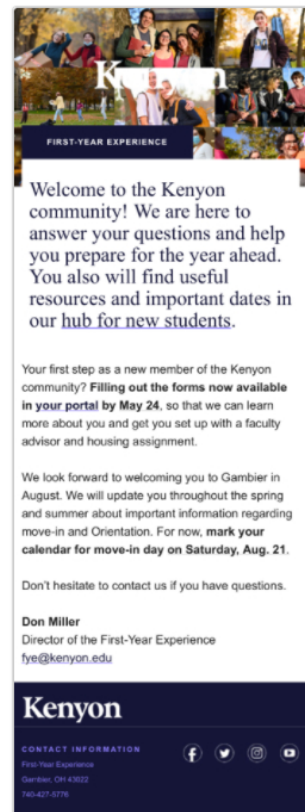 Kenyon
FIRST-YEAR EXPERIENCE
Welcome to the Kenyon
community! We are here to
answer your questions and help
you prepare for the year ahead.
You also will find useful
resources and important dates in
our hub for new students.
Your first step as a new member of the Kenyon
community? Filling out the forms now available
in your portal by May 24, so that we can learn
more about you and get you set up with a faculty
advisor and housing assignment.
We look forward to welcoming you to Gambier in
August. We will update you throughout the spring
and summer about important information regarding
move-in and Orientation. For now, mark your
calendar for move-in day on Saturday, Aug. 21.
Don't hesitate to contact us if you have questions.
Don Miller
Director of the First-Year Experience
fye@kenyon.edu
Kenyon
CONTACT INFORMATION
First-Year Experience
Gambier, OH 43022
740-427-5776